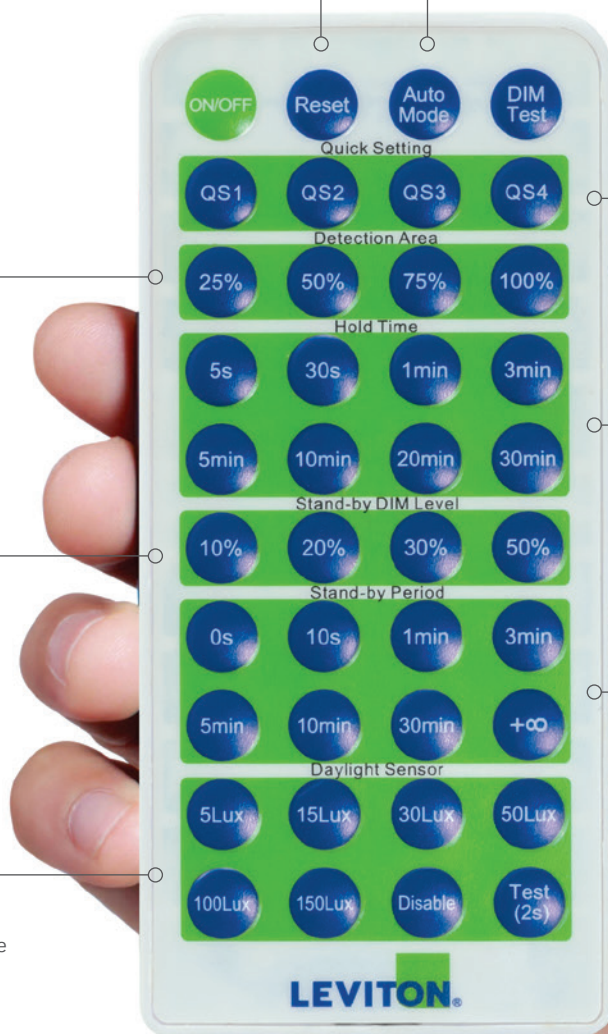 ON/OFF Reset Auto Mode DIM Test
Quick Setting
QS1 QS2 QS3 QS4
Detection Area
25% 50% 75% 100%
Hold Time
5s 30s 1min 3min
5min 10min 20min 30min
Stand-by DIM Level
10% 20% 30% 50%
Stand-by Period
0s 10s 1min 3min
5min 10min 30min +∞
Daylight Sensor
5Lux 15Lux 30Lux 50Lux
100Lux 150Lux Disable Test (2s)
e
LEVITON®